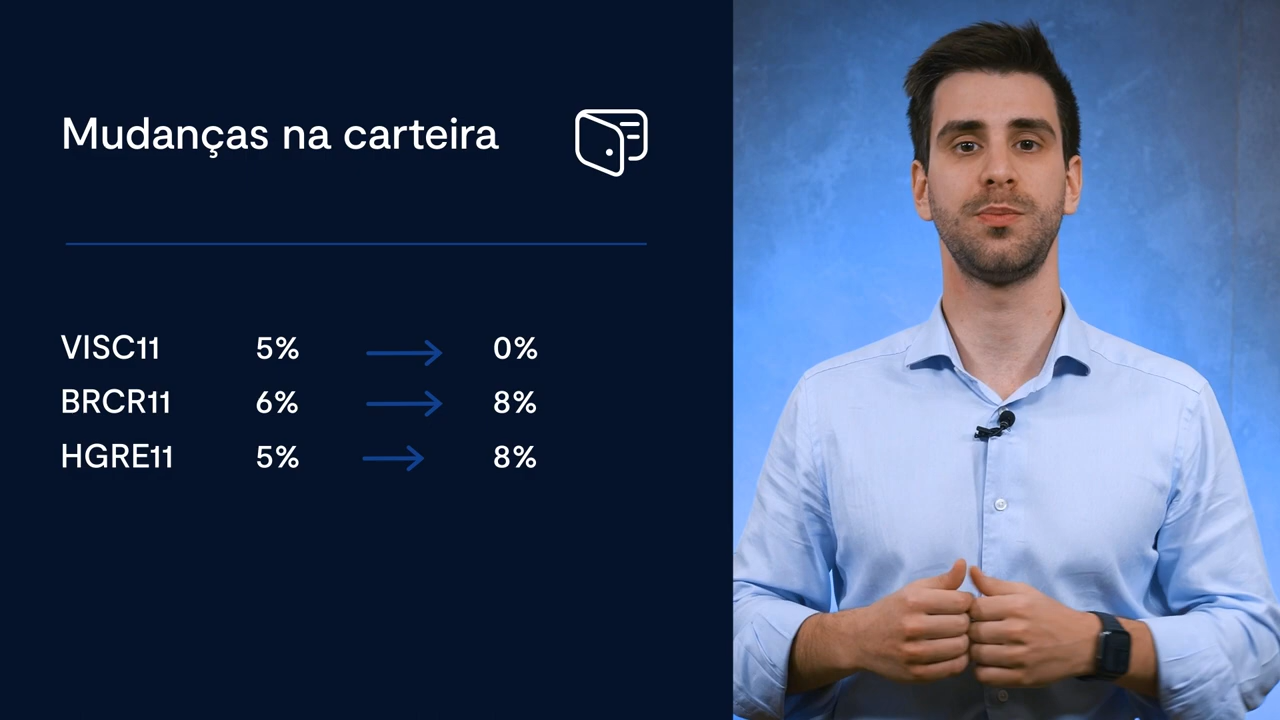 Mudanças na carteira
VISC11 5% 0%
BRCR11 6% 8%
HGRE11 5% 8%